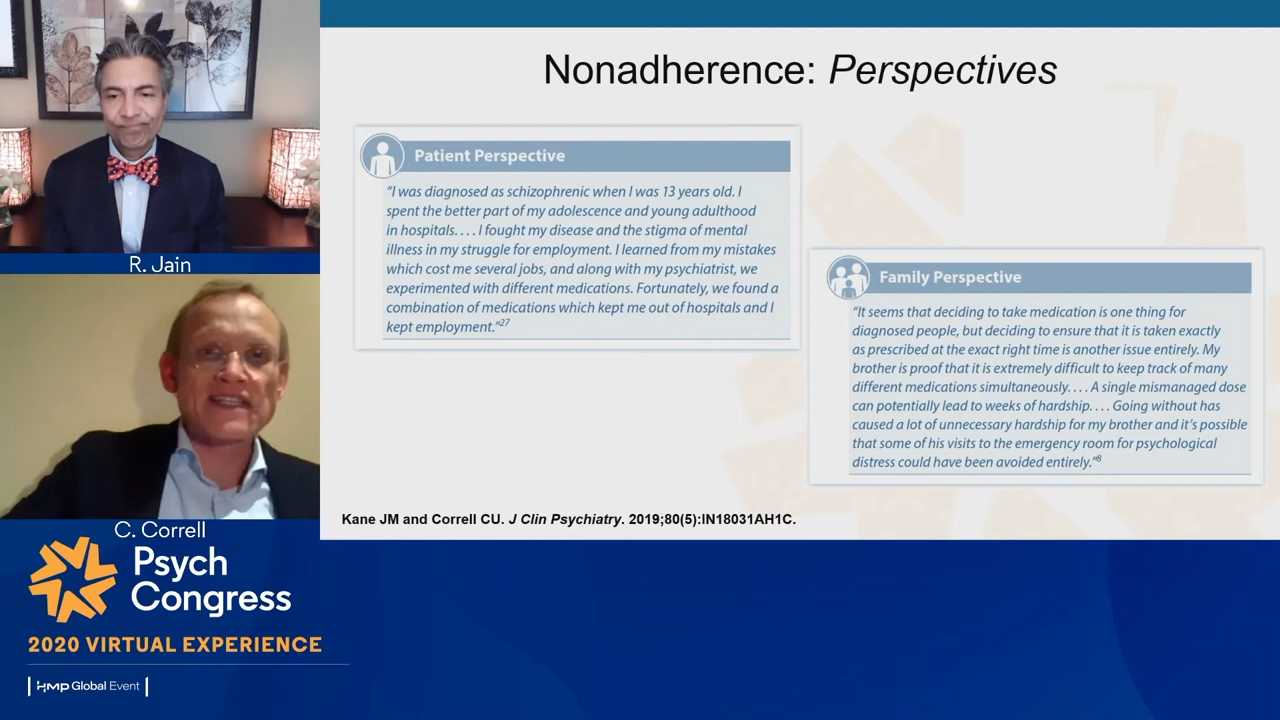 R. Jain
C. Correll
Psych
Congress
2020 VIRTUAL EXPERIENCE
HMP Global Event
Nonadherence: Perspectives
Patient Perspective
“I was diagnosed as schizophrenic when I was 13 years old. I
spent the better part of my adolescence and young adulthood
in hospitals. . . . I fought my disease and the stigma of mental
illness in my struggle for employment. I learned from my mistakes
which cost me several jobs, and along with my psychiatrist, we
experimented with different medications. Fortunately, we found a
combination of medications which kept me out of hospitals and I
kept employment.”27
Family Perspective
“It seems that deciding to take medication is one thing for
diagnosed people, but deciding to ensure that it is taken exactly
as prescribed at the exact right time is another issue entirely. My
brother is proof that it is extremely difficult to keep track of many
different medications simultaneously. . . . A single mismanaged dose
can potentially lead to weeks of hardship. . . . Going without has
caused a lot of unnecessary hardship for my brother and it’s possible
that some of his visits to the emergency room for psychological
distress could have been avoided entirely.”8
Kane JM and Correll CU. J Clin Psychiatry. 2019;80(5):IN18031AH1C.